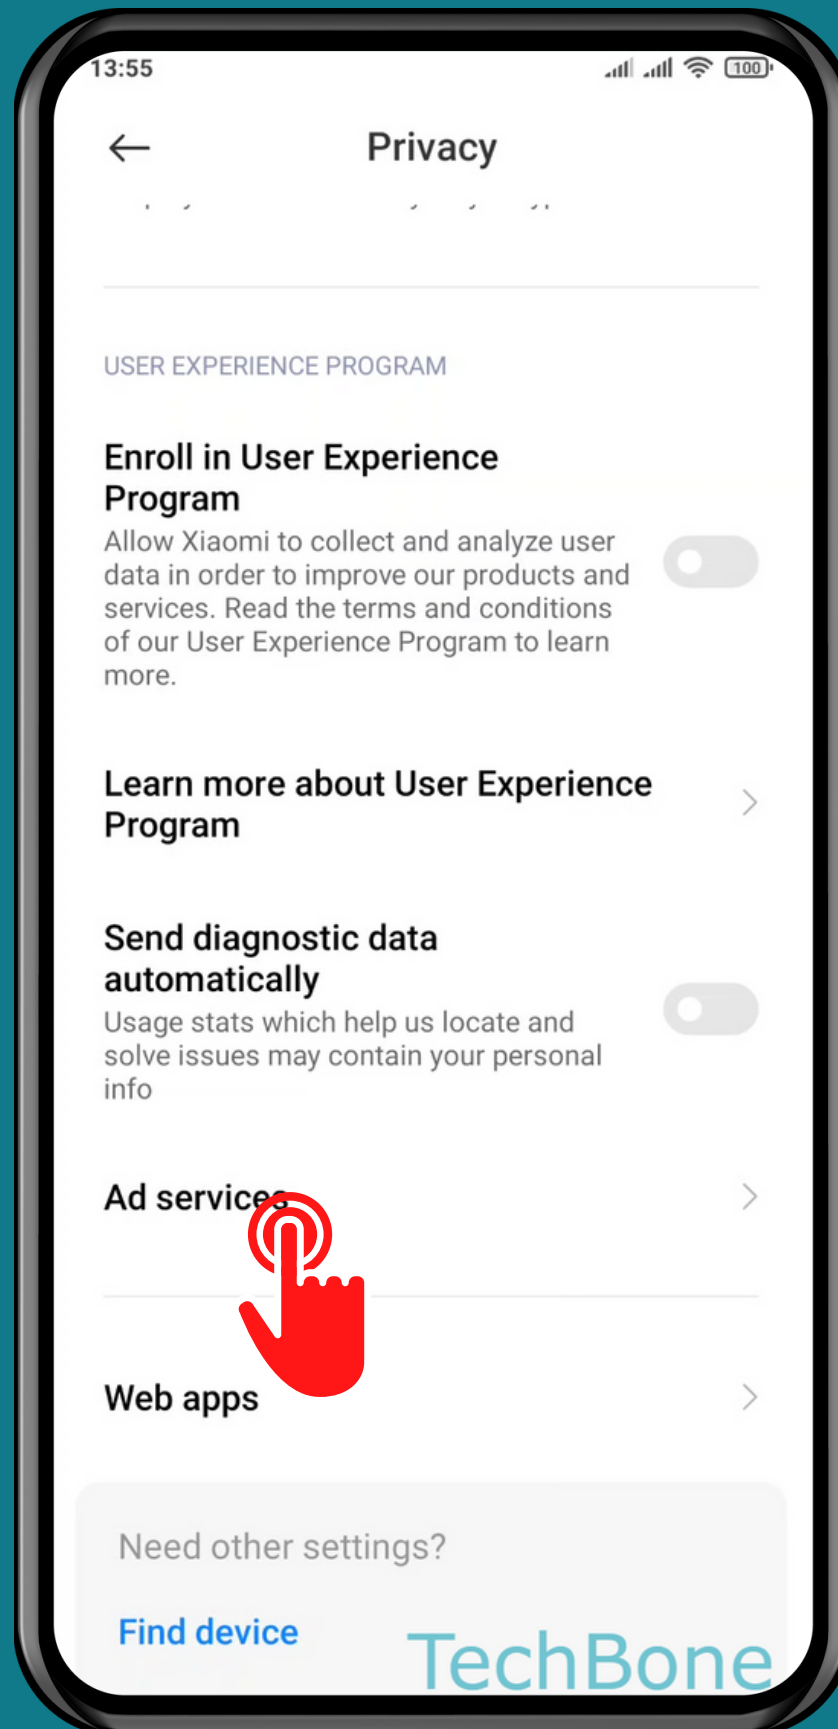 13:55
100
Privacy
USER EXPERIENCE PROGRAM
Enroll in User Experience
Program
Allow Xiaomi to collect and analyze user
data in order to improve our products and
services. Read the terms and conditions
of our User Experience Program to learn
more.
Learn more about User Experience
Program
Send diagnostic data
automatically
Usage stats which help us locate and
solve issues may contain your personal
info
Ad services
Web apps
Need other settings?
Find device
TechBone